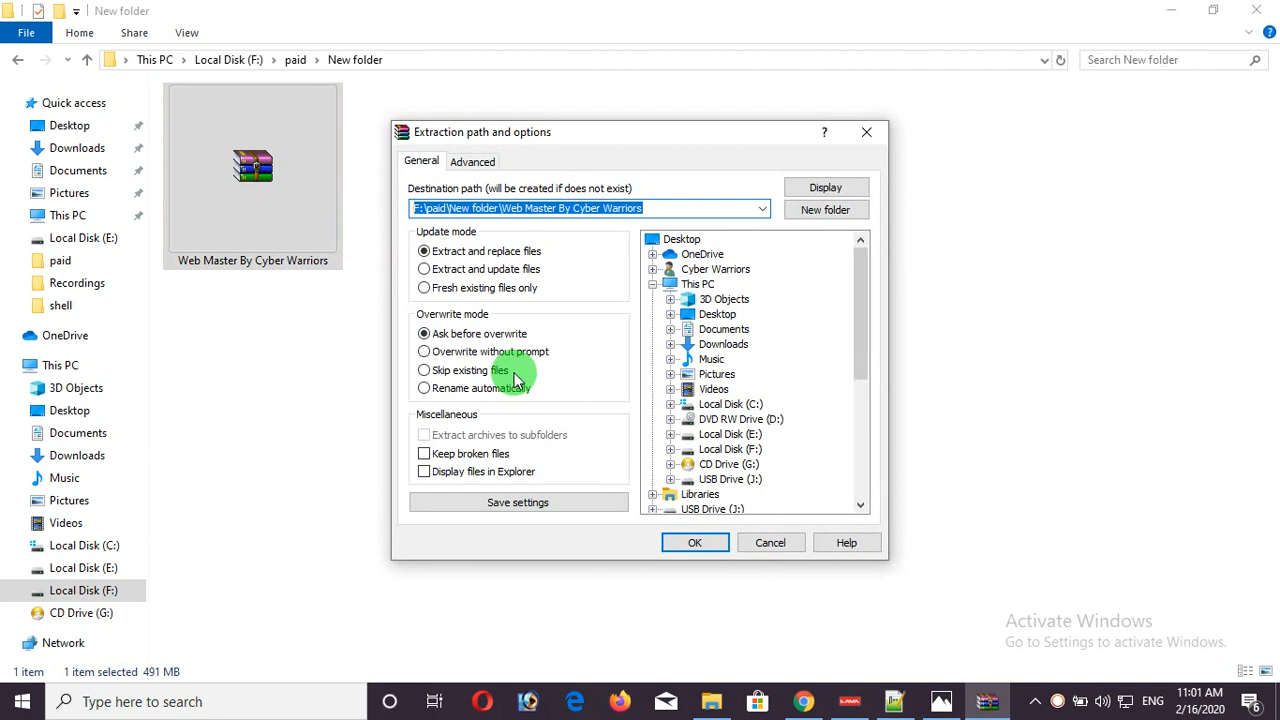 New folder
File
Home
Share
View
This PC
Local Disk (F:)
paid
New folder
Search New folder
Quick access
Desktop
Downloads
Documents
Pictures
This PC
Local Disk (E:)
paid
Recordings
shell
OneDrive
This PC
3D Objects
Desktop
Documents
Downloads
Music
Pictures
Videos
Local Disk (C:)
Local Disk (E:)
Local Disk (F:)
CD Drive (G:)
Network
Web Master By Cyber Warriors
Extraction path and options
?
General
Advanced
Destination path (will be created if does not exist)
F:\paid\New folder\Web Master By Cyber Warriors
Display
New folder
Update mode
Extract and replace files
Extract and update files
Fresh existing files only
Overwrite mode
Ask before overwrite
Overwrite without prompt
Skip existing files
Rename automatically
Miscellaneous
Extract archives to subfolders
Keep broken files
Display files in Explorer
Save settings
Desktop
OneDrive
Cyber Warriors
This PC
3D Objects
Desktop
Documents
Downloads
Music
Pictures
Videos
Local Disk (C:)
DVD RW Drive (D:)
Local Disk (E:)
Local Disk (F:)
CD Drive (G:)
USB Drive (J:)
Libraries
USB Drive (J:)
OK
Cancel
Help
Activate Windows
Go to Settings to activate Windows.
1 item
1 item selected 491 MB
Type here to search
LAVA
ENG
11:01 AM
2/16/2020
6